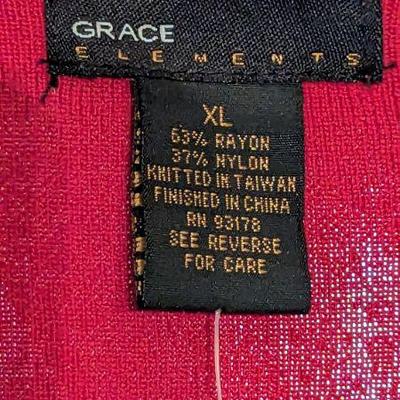 GRACE
ELEMENTS
XL
63% RAYON
37% NYLON
KNITTED IN TAIWAN
FINISHED IN CHINA
RN 93178
SEE REVERSE
FOR CARE